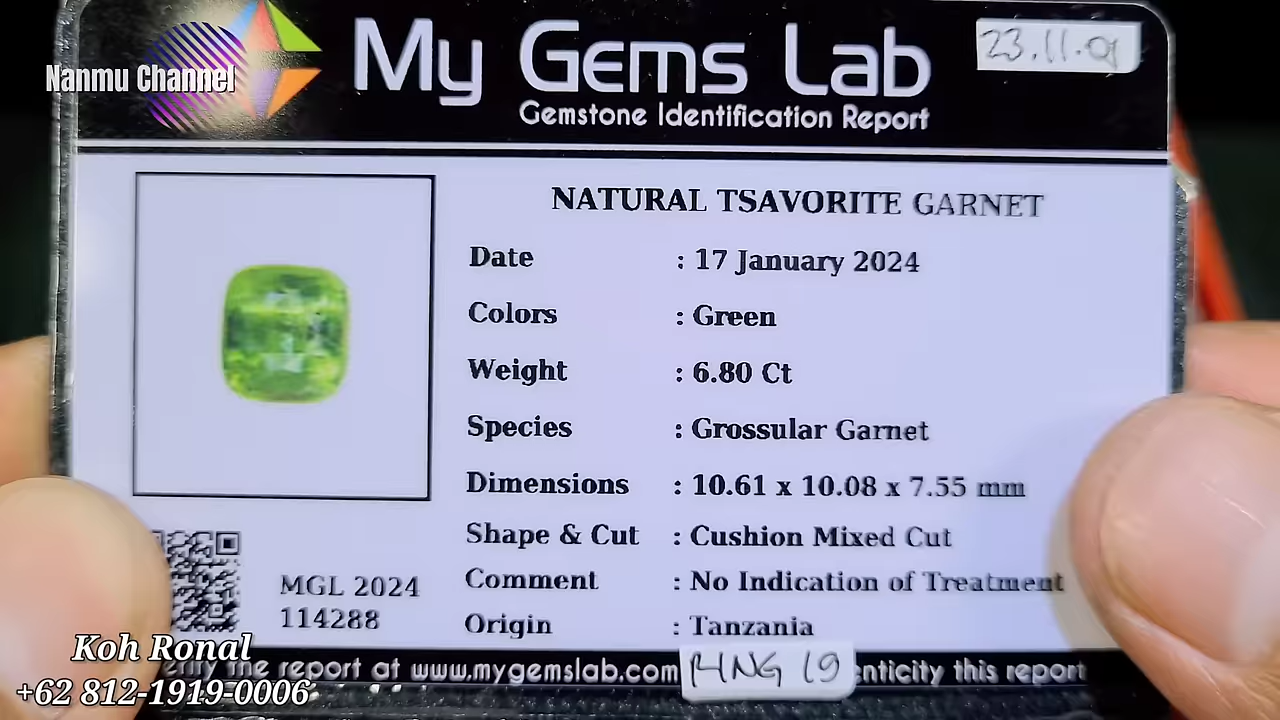 Nanmu Channel
My Gems Lab
23.11.01
Gemstone Identification Report
NATURAL TSAVORITE GARNET
Date : 17 January 2024
Colors : Green
Weight : 6.80 Ct
Species : Grossular Garnet
Dimensions : 10.61 x 10.08 x 7.55 mm
Shape & Cut : Cushion Mixed Cut
Comment : No Indication of Treatment
Origin : Tanzania
MGL 2024
114288
Koh Ronal
+62 812-1919-0006
the report at www.mygemslab.com
RING 19
this report